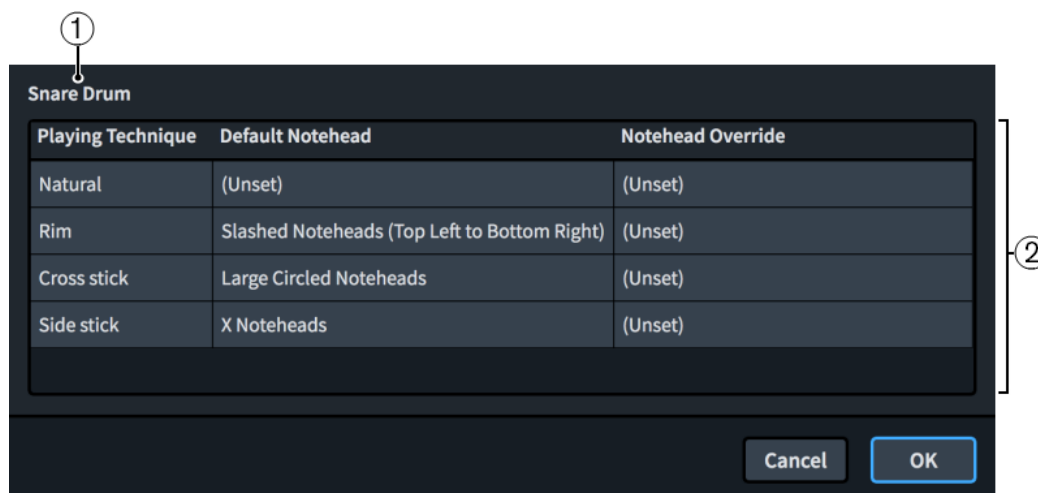 ①
Snare Drum
Playing Technique Default Notehead Notehead Override
Natural (Unset) (Unset)
Rim Slashed Noteheads (Top Left to Bottom Right) (Unset)
Cross stick Large Circled Noteheads (Unset)
②
Side stick X Noteheads (Unset)
Cancel OK